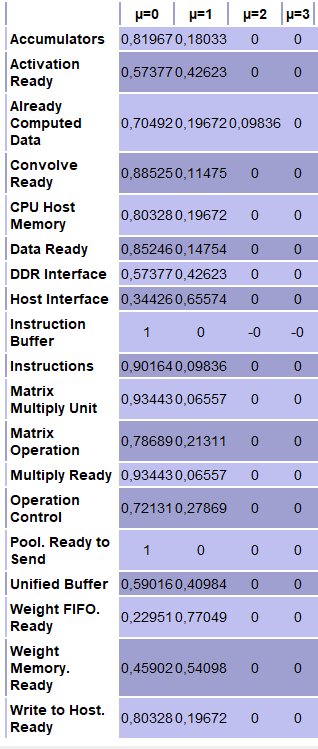 μ=0 μ=1 μ=2 μ=3
Accumulators 0,81967 0,18033 0 0
Activation
Ready 0,57377 0,42623 0 0
Already
Computed
Data 0,70492 0,19672 0,09836 0
Convolve
Ready 0,88525 0,11475 0 0
CPU Host
Memory 0,80328 0,19672 0 0
Data Ready 0,85246 0,14754 0 0
DDR Interface 0,57377 0,42623 0 0
Host Interface 0,34426 0,65574 0 0
Instruction
Buffer 1 0 -0 -0
Instructions 0,90164 0,09836 0 0
Matrix
Multiply Unit 0,93443 0,06557 0 0
Matrix
Operation 0,78689 0,21311 0 0
Multiply Ready 0,93443 0,06557 0 0
Operation
Control 0,72131 0,27869 0 0
Pool. Ready to
Send 1 0 0 0
Unified Buffer 0,59016 0,40984 0 0
Weight FIFO.
Ready 0,22951 0,77049 0 0
Weight
Memory.
Ready 0,45902 0,54098 0 0
Write to Host.
Ready 0,80328 0,19672 0 0